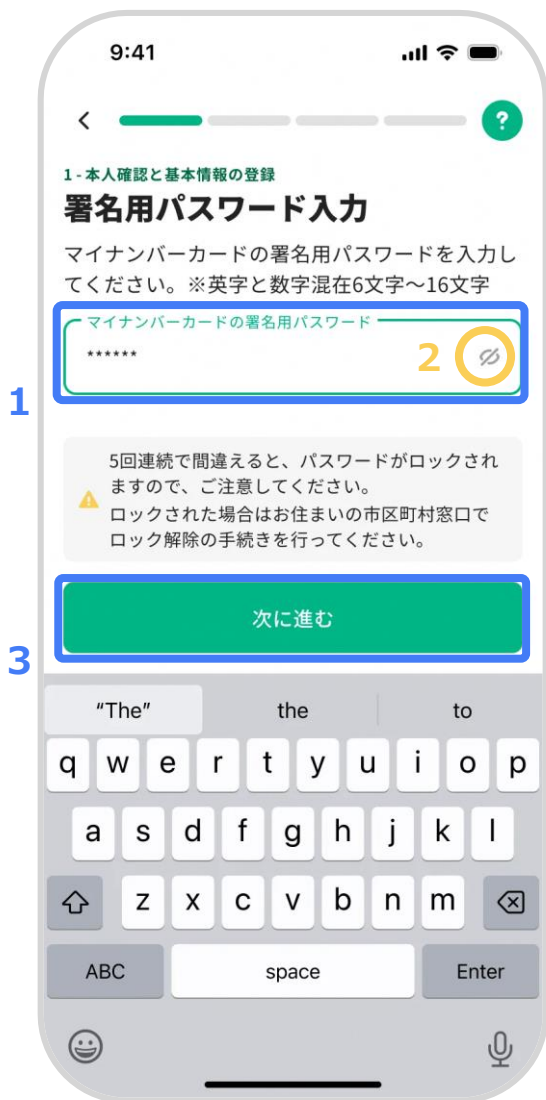 9:41
?
1 - 本人確認と基本情報の登録
署名用パスワード入力
マイナンバーカードの署名用パスワードを入力し
てください。※英字と数字混在6文字～16文字
マイナンバーカードの署名用パスワード
******
2
1
5回連続で間違えると、パスワードがロックされ
ますので、ご注意してください。
ロックされた場合はお住まいの市区町村窓口で
ロック解除の手続きを行ってください。
次に進む
3
“The” the to
q w e r t y u i o p
a s d f g h j k l
z x c v b n m
ABC space Enter